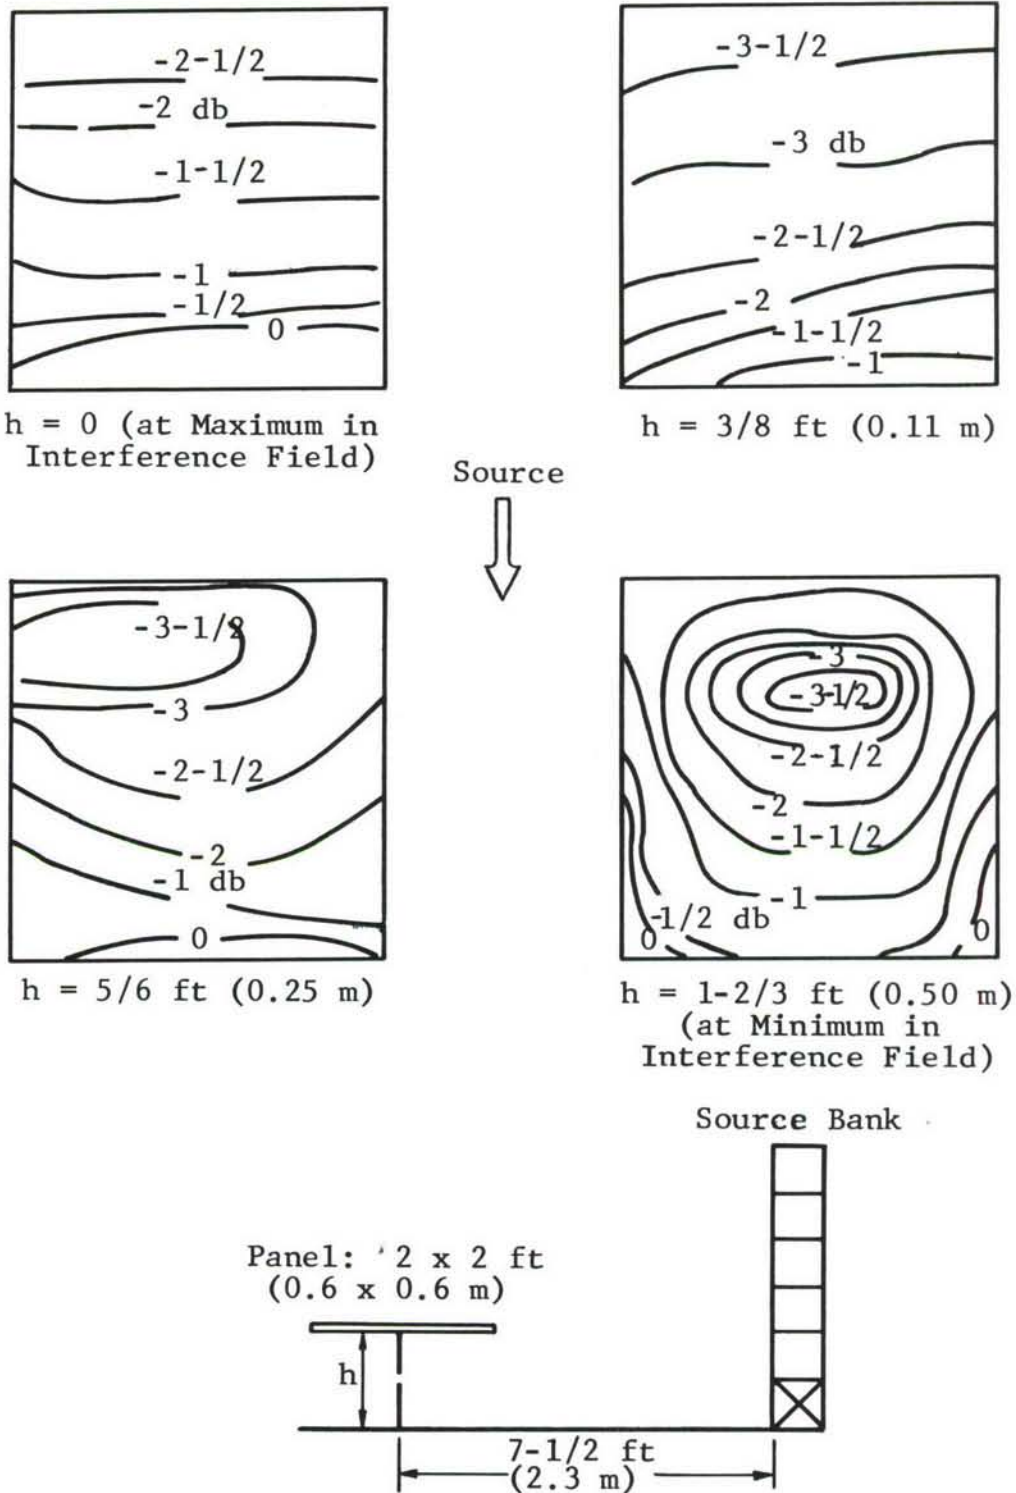 -2-1/2
-2 db
-1-1/2
-1
-1/2
0
h = 0 (at Maximum in
Interference Field)
-3-1/2
-3 db
-2-1/2
-2
-1-1/2
-1
h = 3/8 ft (0.11 m)
Source
-3-1/2
-3
-2-1/2
-2
-1 db
0
h = 5/6 ft (0.25 m)
-3
-3-1/2
-2-1/2
-2
-1-1/2
-1
-1/2 db
0
0
h = 1-2/3 ft (0.50 m)
(at Minimum in
Interference Field)
Source Bank
Panel: 2 x 2 ft
(0.6 x 0.6 m)
h
7-1/2 ft
(2.3 m)